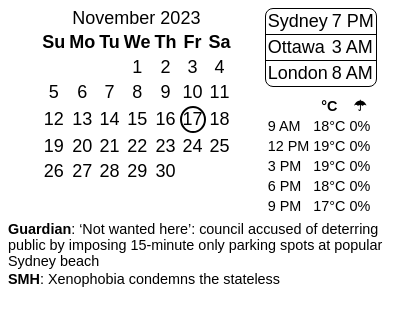 November 2023
Su Mo Tu We Th Fr Sa
1 2 3 4
5 6 7 8 9 10 11
12 13 14 15 16 17 18
19 20 21 22 23 24 25
26 27 28 29 30
Sydney 7 PM
Ottawa 3 AM
London 8 AM
°C ☂
9 AM 18°C 0%
12 PM 19°C 0%
3 PM 19°C 0%
6 PM 18°C 0%
9 PM 17°C 0%
Guardian: ‘Not wanted here’: council accused of deterring
public by imposing 15-minute only parking spots at popular
Sydney beach
SMH: Xenophobia condemns the stateless